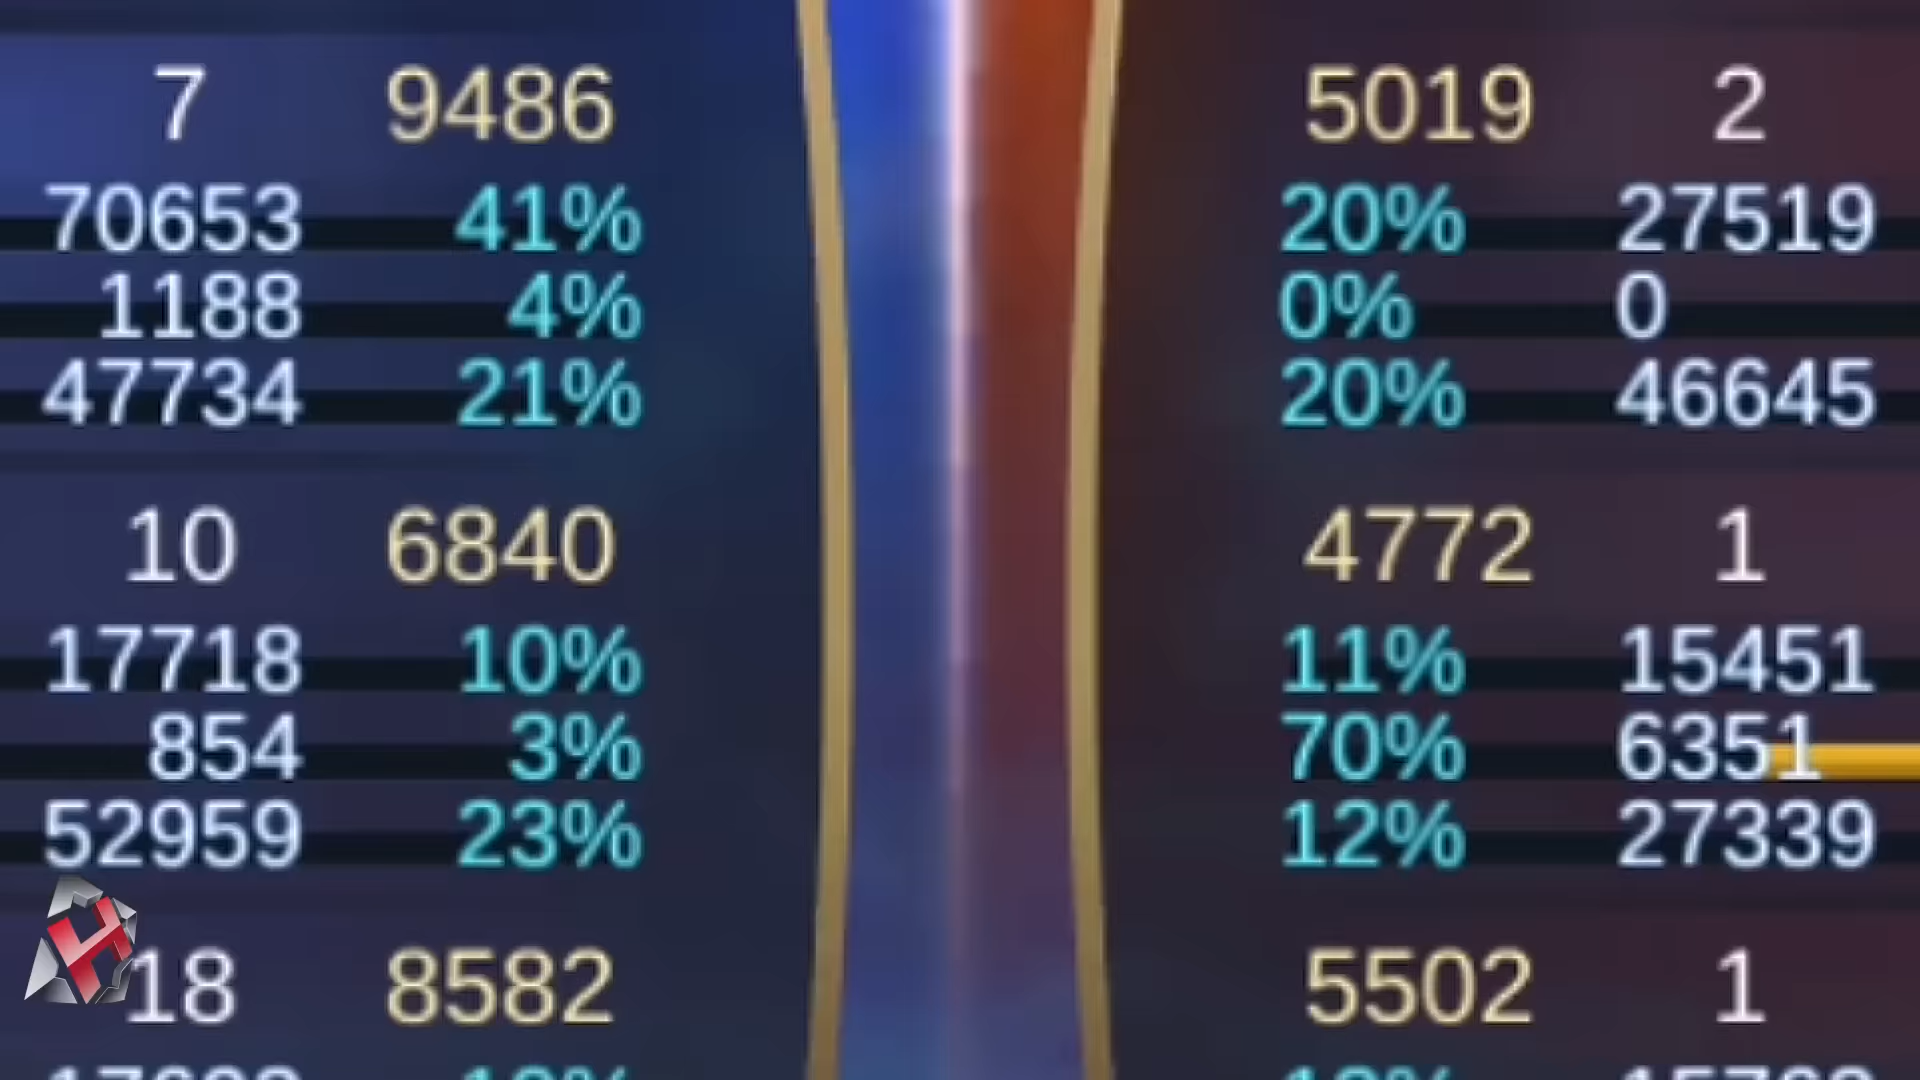 7 9486 5019 2
70653 41% 20% 27519
1188 4% 0% 0
47734 21% 20% 46645
10 6840 4772 1
17718 10% 11% 15451
854 3% 70% 6351
52959 23% 12% 27339
18 8582 5502 1